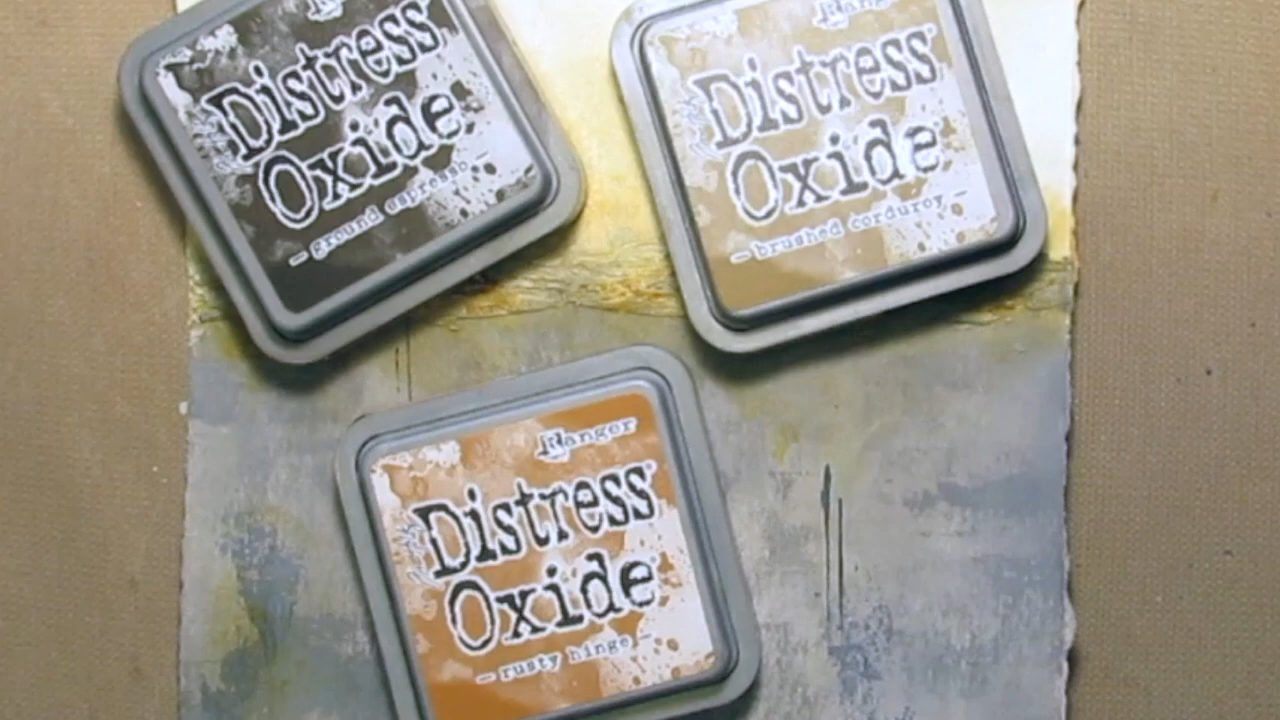 Distress
Oxide
— ground espresso —
Ranger
Distress
Oxide
— brushed corduroy —
Ranger
Distress
Oxide
— rusty hinge —